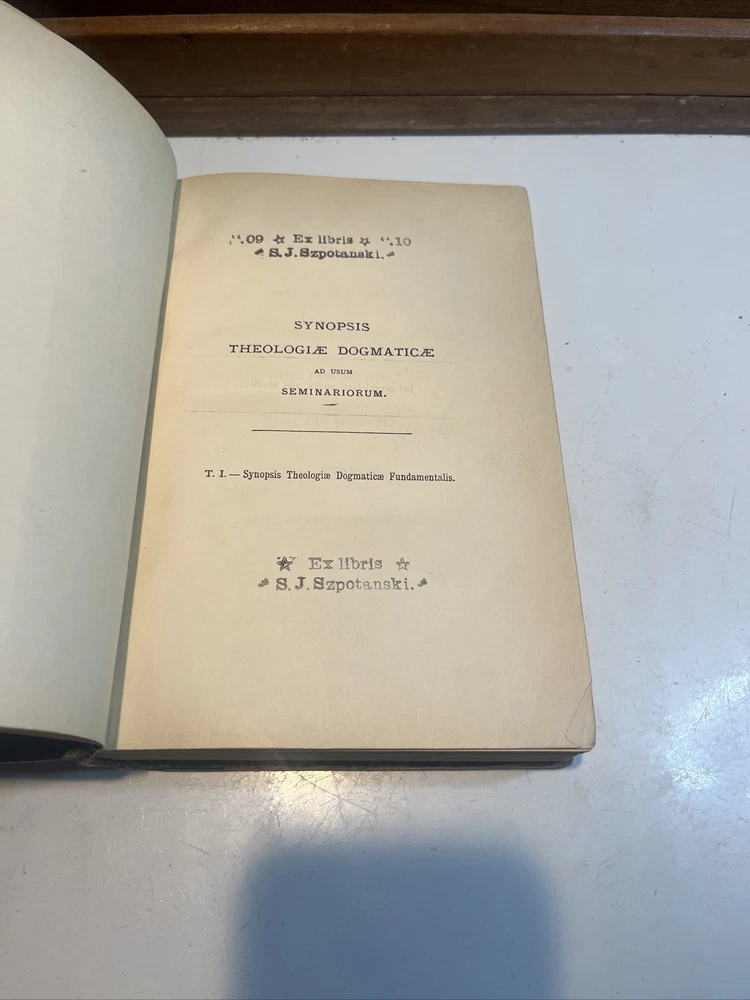 ".09 ☆ Ex libris ☆ ".10
S. J. Szpotanski.
SYNOPSIS
THEOLOGIÆ DOGMATICÆ
AD USUM
SEMINARIORUM.
T. I. — Synopsis Theologiæ Dogmaticæ Fundamentalis.
☆ Ex libris ☆
S. J. Szpotanski.